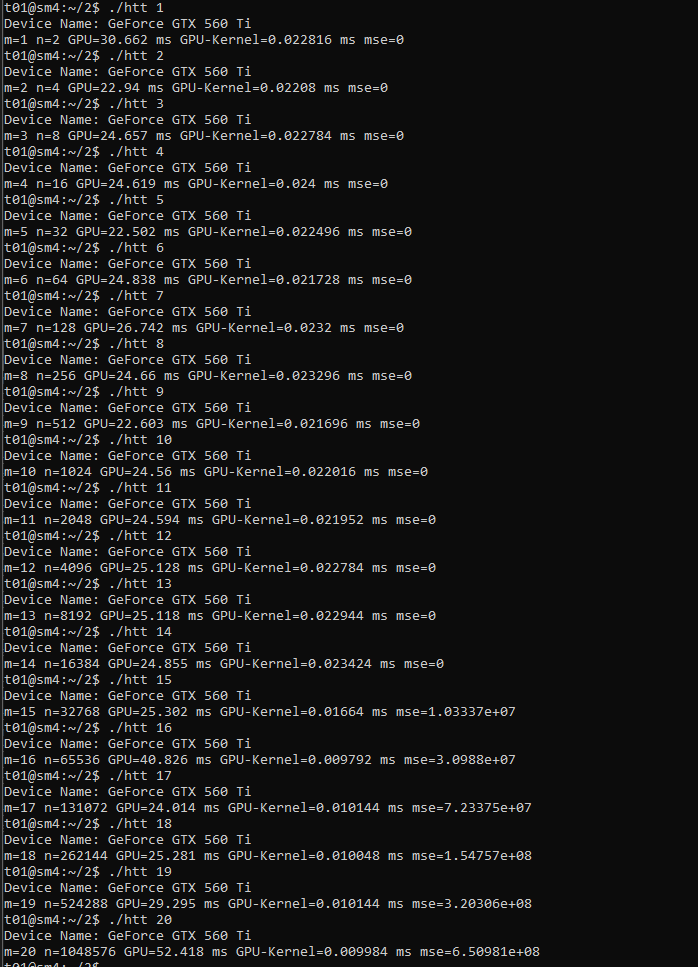 t01@sm4:~/2$ ./htt 1
Device Name: GeForce GTX 560 Ti
m=1 n=2 GPU=30.662 ms GPU-Kernel=0.022816 ms mse=0
t01@sm4:~/2$ ./htt 2
Device Name: GeForce GTX 560 Ti
m=2 n=4 GPU=22.94 ms GPU-Kernel=0.02208 ms mse=0
t01@sm4:~/2$ ./htt 3
Device Name: GeForce GTX 560 Ti
m=3 n=8 GPU=24.657 ms GPU-Kernel=0.022784 ms mse=0
t01@sm4:~/2$ ./htt 4
Device Name: GeForce GTX 560 Ti
m=4 n=16 GPU=24.619 ms GPU-Kernel=0.024 ms mse=0
t01@sm4:~/2$ ./htt 5
Device Name: GeForce GTX 560 Ti
m=5 n=32 GPU=22.502 ms GPU-Kernel=0.022496 ms mse=0
t01@sm4:~/2$ ./htt 6
Device Name: GeForce GTX 560 Ti
m=6 n=64 GPU=24.838 ms GPU-Kernel=0.021728 ms mse=0
t01@sm4:~/2$ ./htt 7
Device Name: GeForce GTX 560 Ti
m=7 n=128 GPU=26.742 ms GPU-Kernel=0.0232 ms mse=0
t01@sm4:~/2$ ./htt 8
Device Name: GeForce GTX 560 Ti
m=8 n=256 GPU=24.66 ms GPU-Kernel=0.023296 ms mse=0
t01@sm4:~/2$ ./htt 9
Device Name: GeForce GTX 560 Ti
m=9 n=512 GPU=22.603 ms GPU-Kernel=0.021696 ms mse=0
t01@sm4:~/2$ ./htt 10
Device Name: GeForce GTX 560 Ti
m=10 n=1024 GPU=24.56 ms GPU-Kernel=0.022016 ms mse=0
t01@sm4:~/2$ ./htt 11
Device Name: GeForce GTX 560 Ti
m=11 n=2048 GPU=24.594 ms GPU-Kernel=0.021952 ms mse=0
t01@sm4:~/2$ ./htt 12
Device Name: GeForce GTX 560 Ti
m=12 n=4096 GPU=25.128 ms GPU-Kernel=0.022784 ms mse=0
t01@sm4:~/2$ ./htt 13
Device Name: GeForce GTX 560 Ti
m=13 n=8192 GPU=25.118 ms GPU-Kernel=0.022944 ms mse=0
t01@sm4:~/2$ ./htt 14
Device Name: GeForce GTX 560 Ti
m=14 n=16384 GPU=24.855 ms GPU-Kernel=0.023424 ms mse=0
t01@sm4:~/2$ ./htt 15
Device Name: GeForce GTX 560 Ti
m=15 n=32768 GPU=25.302 ms GPU-Kernel=0.01664 ms mse=1.03337e+07
t01@sm4:~/2$ ./htt 16
Device Name: GeForce GTX 560 Ti
m=16 n=65536 GPU=40.826 ms GPU-Kernel=0.009792 ms mse=3.0988e+07
t01@sm4:~/2$ ./htt 17
Device Name: GeForce GTX 560 Ti
m=17 n=131072 GPU=24.014 ms GPU-Kernel=0.010144 ms mse=7.23375e+07
t01@sm4:~/2$ ./htt 18
Device Name: GeForce GTX 560 Ti
m=18 n=262144 GPU=25.281 ms GPU-Kernel=0.010048 ms mse=1.54757e+08
t01@sm4:~/2$ ./htt 19
Device Name: GeForce GTX 560 Ti
m=19 n=524288 GPU=29.295 ms GPU-Kernel=0.010144 ms mse=3.20306e+08
t01@sm4:~/2$ ./htt 20
Device Name: GeForce GTX 560 Ti
m=20 n=1048576 GPU=52.418 ms GPU-Kernel=0.009984 ms mse=6.50981e+08
t01@sm4:~/2$